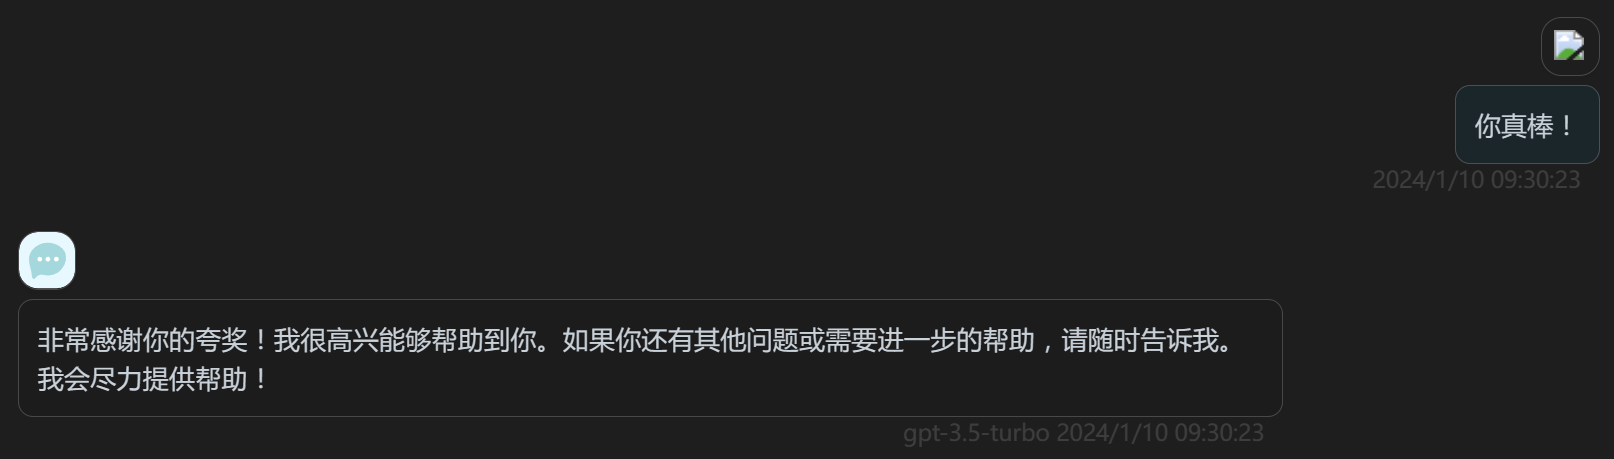 你真棒！
2024/1/10 09:30:23
非常感谢你的夸奖！我很高兴能够帮助到你。如果你还有其他问题或需要进一步的帮助，请随时告诉我。
我会尽力提供帮助！
gpt-3.5-turbo 2024/1/10 09:30:23